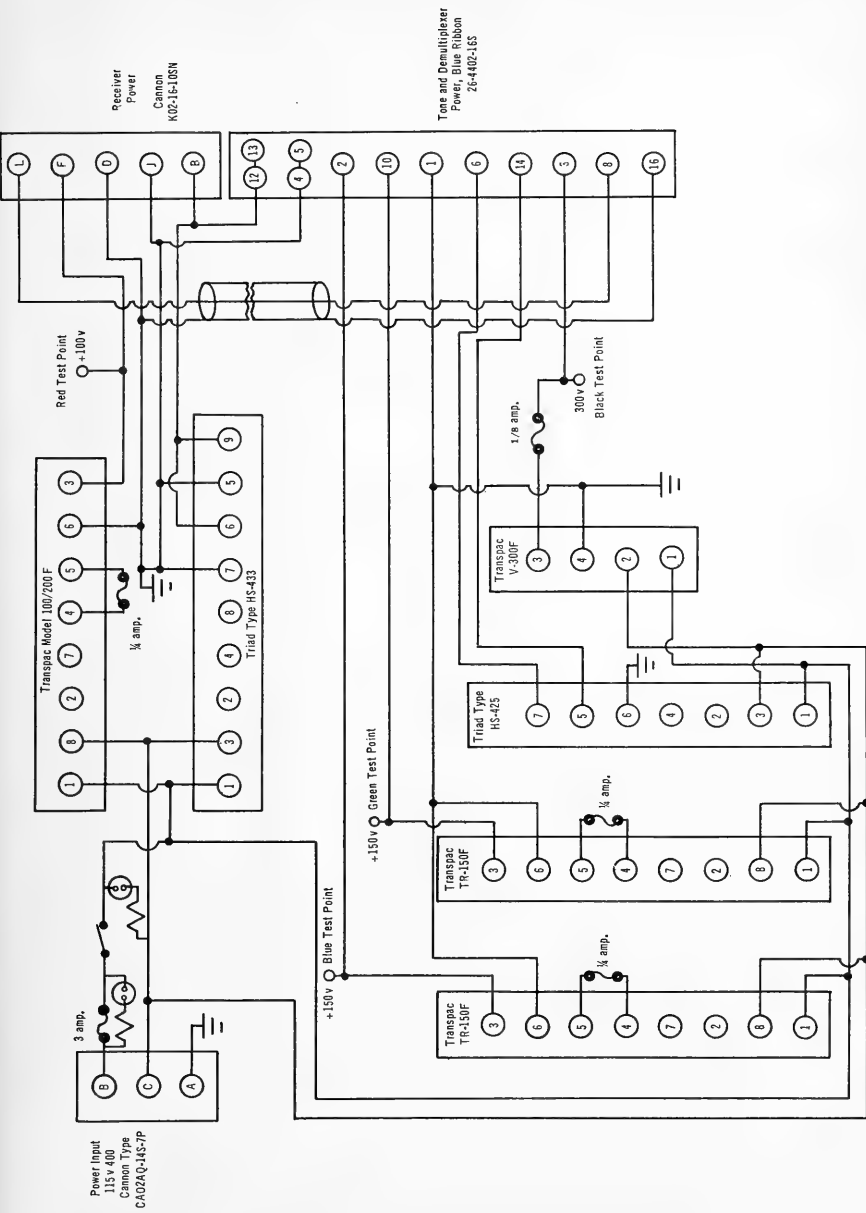 Power Input
115 v 400
Cannon Type
CA02AQ-14S-7P
B
C
A
3 amp.
Transpac Model 100/200 F
1
8
2
7
4
5
6
3
¼ amp.
Red Test Point
+100 v
Triad Type HS-433
1
3
2
4
8
7
6
5
9
Receiver
Power
Cannon
K02-16-10SN
L
F
D
J
B
Tone and Demultiplexer
Power, Blue Ribbon
26-4402-16S
12
13
4
5
2
10
1
6
14
3
8
16
+150 v
Blue Test Point
Transpac
TR-150F
3
6
5
4
7
2
8
1
¼ amp.
+150 v
Green Test Point
Transpac
TR-150F
3
6
5
4
7
2
8
1
¼ amp.
Triad Type
HS-425
7
5
6
4
2
3
1
Transpac
V-300F
3
4
2
1
1/8 amp.
300 v
Black Test Point